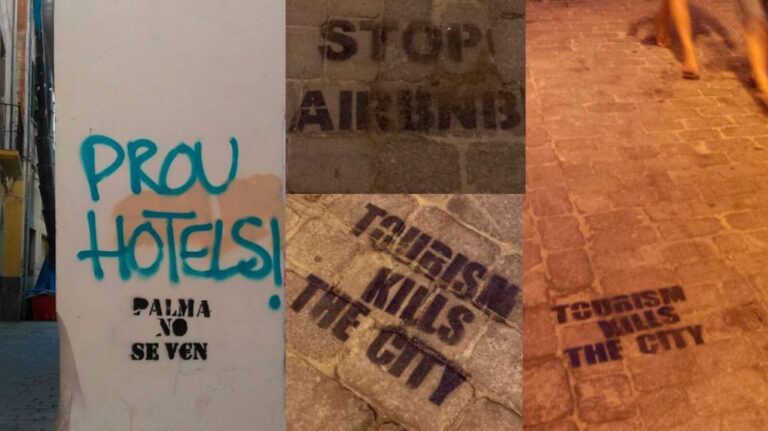 PROU
HOTELS!
PALMA
NO
SE VEN
STOP
AIRBNB
TOURISM
KILLS
THE CITY
TOURISM
KILLS
THE CITY